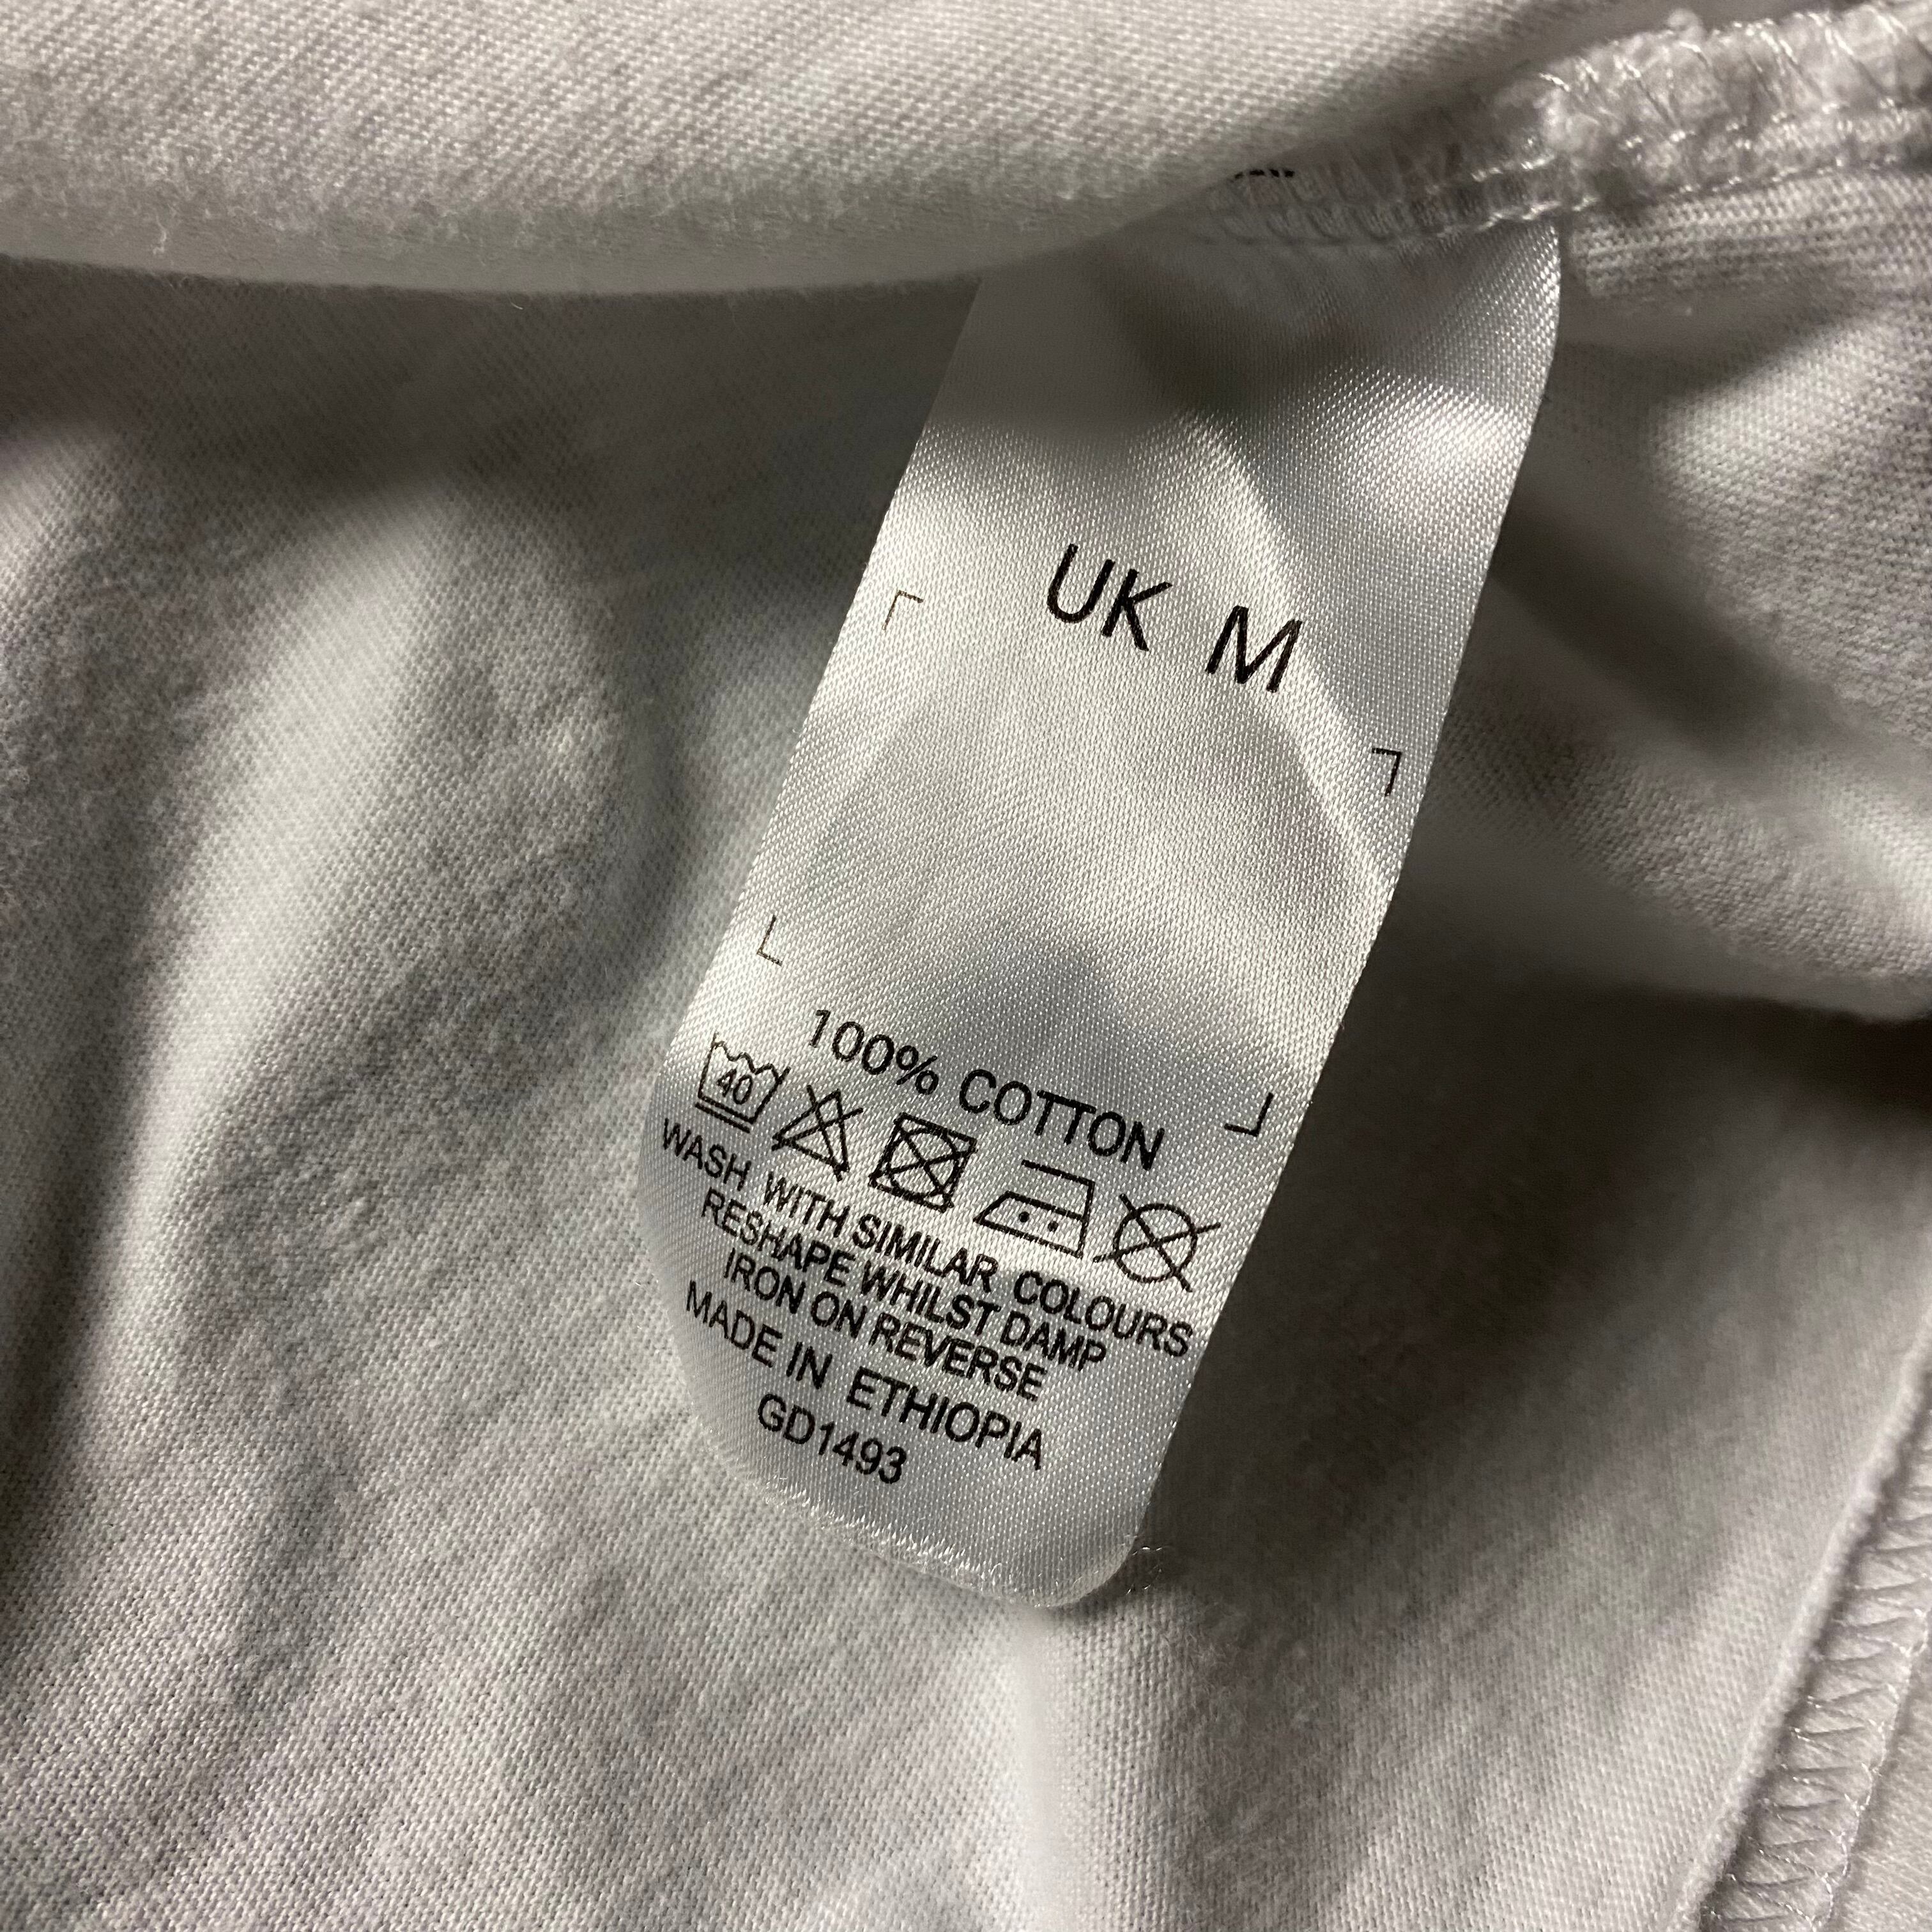 UK M
100% COTTON
40
WASH WITH SIMILAR COLOURS
RESHAPE WHILST DAMP
IRON ON REVERSE
MADE IN ETHIOPIA
GD1493